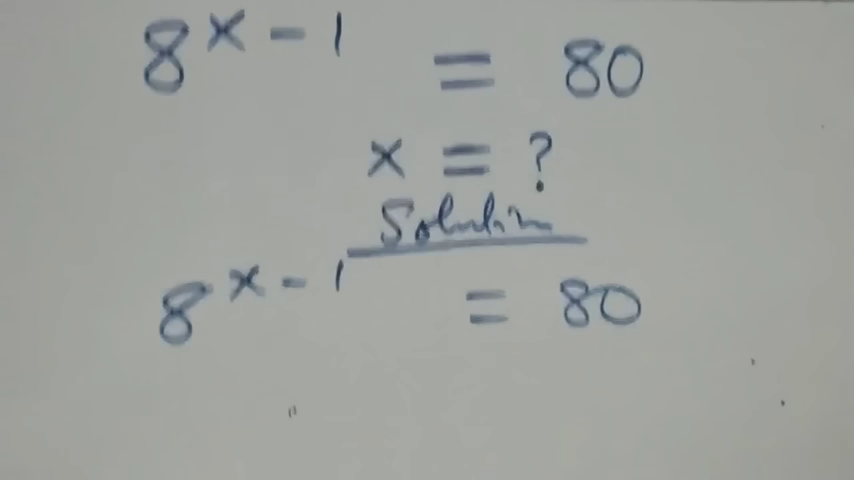 8^x - 1 = 80
x = ?
Solution
8^x - 1 = 80